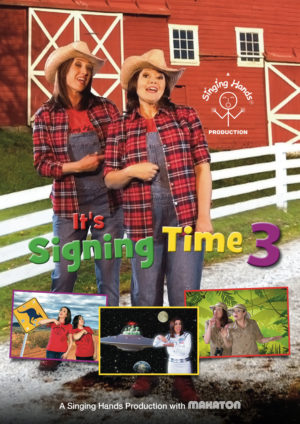 A
Singing Hands
PRODUCTION
It's
Signing Time 3
A Singing Hands Production with MAKATON